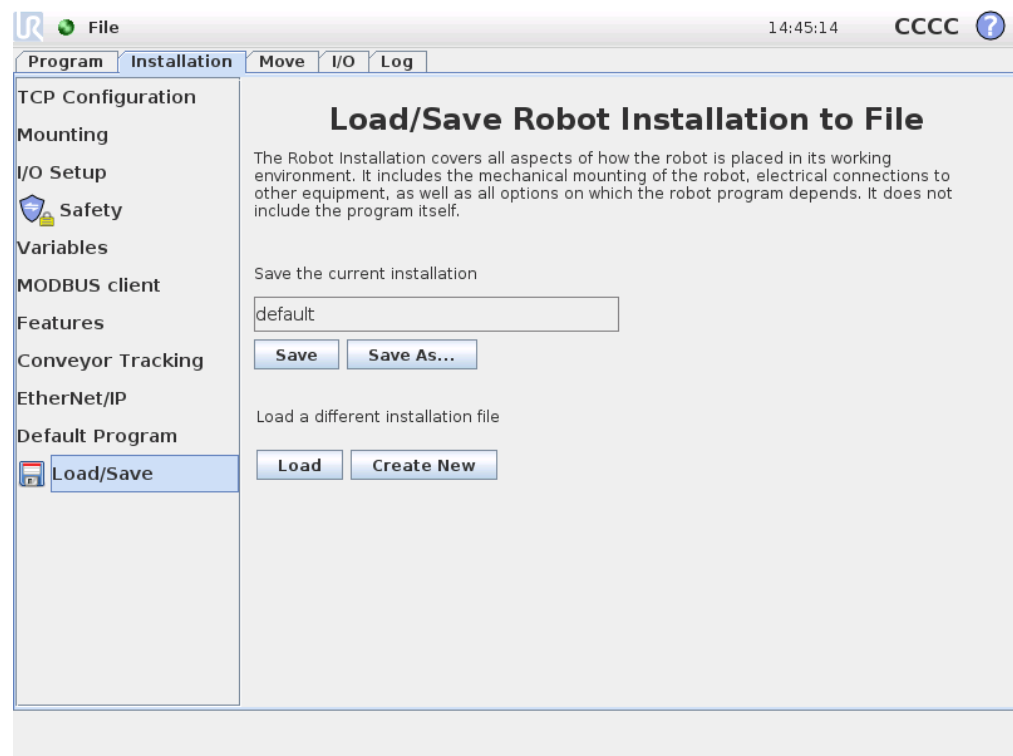 UR File 14:45:14 CCCC ?
Program Installation Move I/O Log
TCP Configuration
Mounting
I/O Setup
Safety
Variables
MODBUS client
Features
Conveyor Tracking
EtherNet/IP
Default Program
Load/Save
Load/Save Robot Installation to File
The Robot Installation covers all aspects of how the robot is placed in its working
environment. It includes the mechanical mounting of the robot, electrical connections to
other equipment, as well as all options on which the robot program depends. It does not
include the program itself.
Save the current installation
default
Save Save As...
Load a different installation file
Load Create New